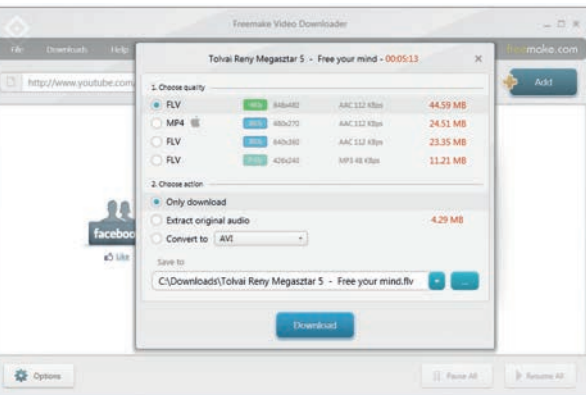 Freemake Video Downloader
File Downloads Help
freemake.com
http://www.youtube.com
Add
Tolvai Reny Megasztar 5 - Free your mind - 00:05:13
1. Choose quality
FLV 480p AAC 112 KBps 44.59 MB
MP4 480x270 AAC 112 KBps 24.51 MB
FLV 640x360 AAC 112 KBps 23.35 MB
FLV 426x240 MP3 48 KBps 11.21 MB
2. Choose action
Only download
Extract original audio 4.29 MB
Convert to AVI
Save to:
C:\Downloads\Tolvai Reny Megasztar 5 - Free your mind.flv ...
Download
faceboo
Like
Options
Pause All
Resume All